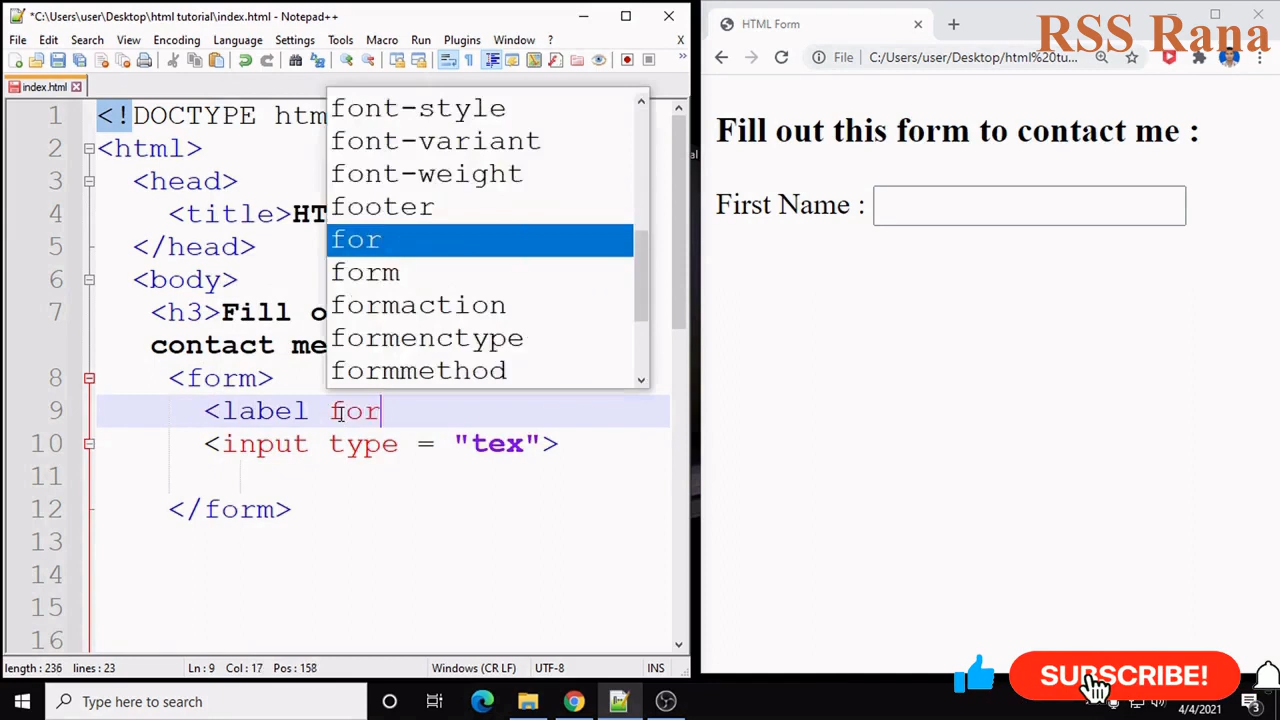 *C:\Users\user\Desktop\html tutorial\index.html - Notepad++
File Edit Search View Encoding Language Settings Tools Macro Run Plugins Window ? X
index.html
1 <!DOCTYPE htm
2 <html>
3 <head>
4 <title>HT
5 </head>
6 <body>
7 <h3>Fill o
contact me
8 <form>
9 <label for
10 <input type = "tex">
11
12 </form>
13
14
15
16
font-style
font-variant
font-weight
footer
for
form
formaction
formenctype
formmethod
length : 236 lines : 23 Ln : 9 Col : 17 Pos : 158 Windows (CR LF) UTF-8 INS
HTML Form
RSS Rana
File C:/Users/user/Desktop/html%20tu...
Fill out this form to contact me :
First Name :
SUBSCRIBE!
Type here to search
4/4/2021
3